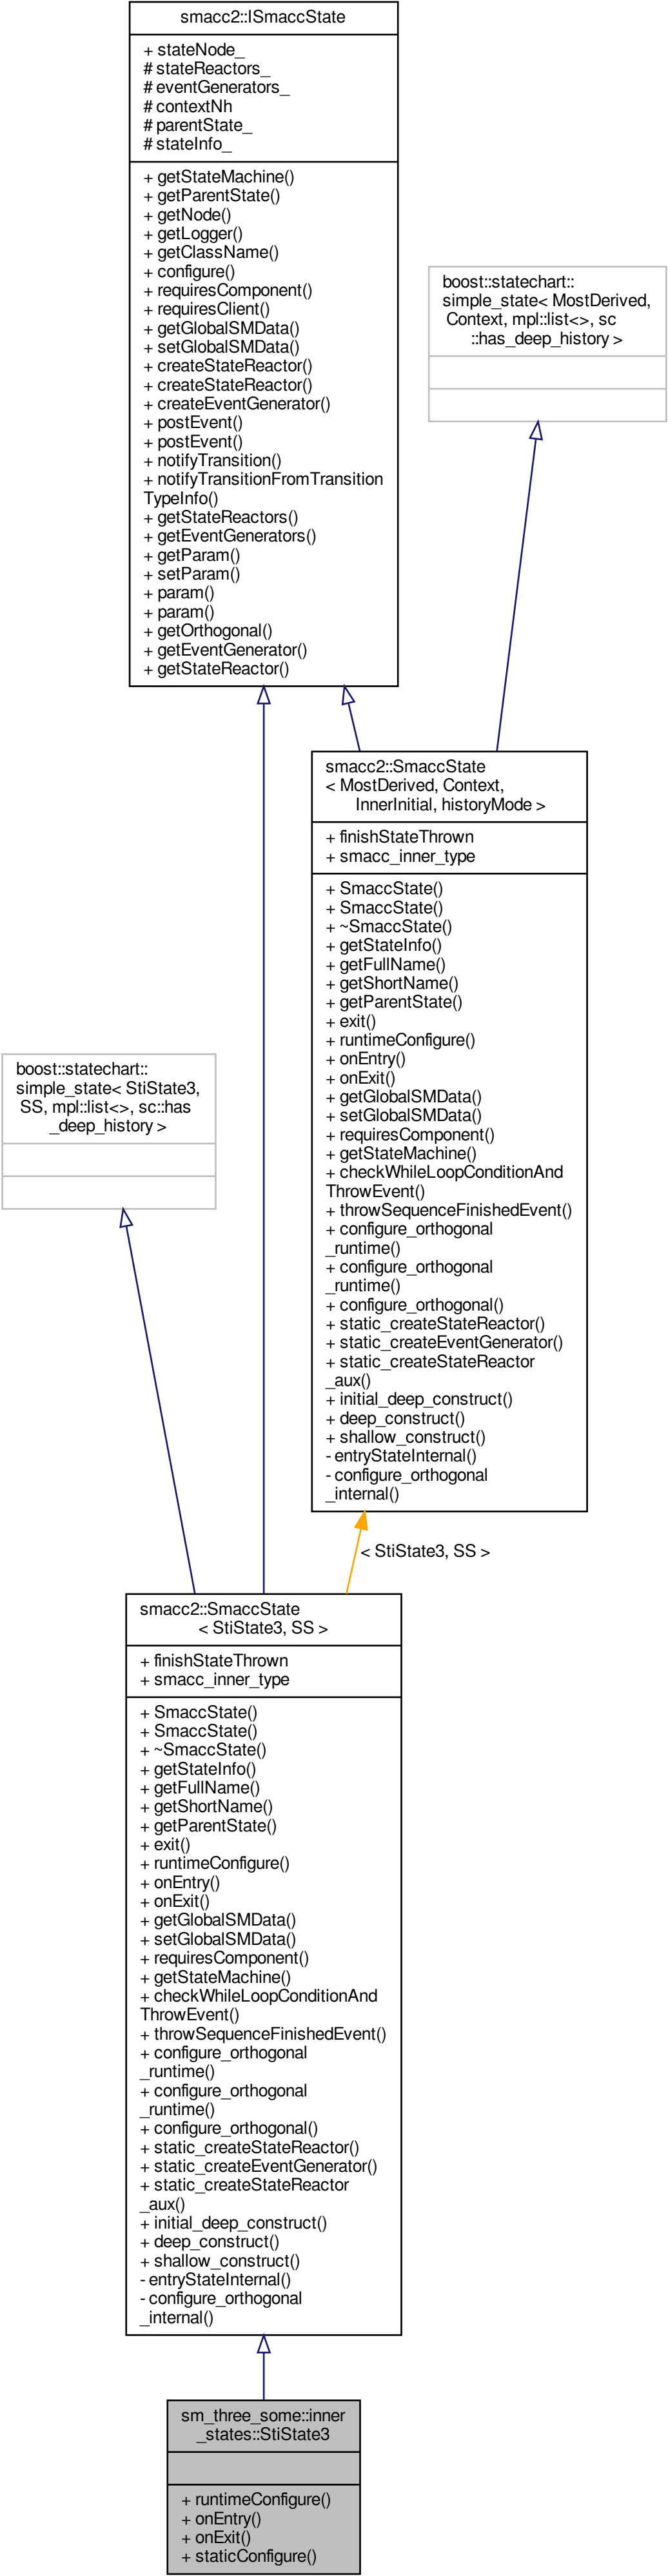 smacc2::ISmaccState
+ stateNode_
# stateReactors_
# eventGenerators_
# contextNh
# parentState_
# stateInfo_
+ getStateMachine()
+ getParentState()
+ getNode()
+ getLogger()
+ getClassName()
+ configure()
+ requiresComponent()
+ requiresClient()
+ getGlobalSMData()
+ setGlobalSMData()
+ createStateReactor()
+ createStateReactor()
+ createEventGenerator()
+ postEvent()
+ postEvent()
+ notifyTransition()
+ notifyTransitionFromTransition
TypeInfo()
+ getStateReactors()
+ getEventGenerators()
+ getParam()
+ setParam()
+ param()
+ param()
+ getOrthogonal()
+ getEventGenerator()
+ getStateReactor()
boost::statechart::
simple_state< MostDerived,
Context, mpl::list<>, sc
::has_deep_history >
smacc2::SmaccState
< MostDerived, Context,
InnerInitial, historyMode >
+ finishStateThrown
+ smacc_inner_type
+ SmaccState()
+ SmaccState()
+ ~SmaccState()
+ getStateInfo()
+ getFullName()
+ getShortName()
+ getParentState()
+ exit()
+ runtimeConfigure()
+ onEntry()
+ onExit()
+ getGlobalSMData()
+ setGlobalSMData()
+ requiresComponent()
+ getStateMachine()
+ checkWhileLoopConditionAnd
ThrowEvent()
+ throwSequenceFinishedEvent()
+ configure_orthogonal
_runtime()
+ configure_orthogonal
_runtime()
+ configure_orthogonal()
+ static_createStateReactor()
+ static_createEventGenerator()
+ static_createStateReactor
_aux()
+ initial_deep_construct()
+ deep_construct()
+ shallow_construct()
- entryStateInternal()
- configure_orthogonal
_internal()
boost::statechart::
simple_state< StiState3,
SS, mpl::list<>, sc::has
_deep_history >
< StiState3, SS >
smacc2::SmaccState
< StiState3, SS >
+ finishStateThrown
+ smacc_inner_type
+ SmaccState()
+ SmaccState()
+ ~SmaccState()
+ getStateInfo()
+ getFullName()
+ getShortName()
+ getParentState()
+ exit()
+ runtimeConfigure()
+ onEntry()
+ onExit()
+ getGlobalSMData()
+ setGlobalSMData()
+ requiresComponent()
+ getStateMachine()
+ checkWhileLoopConditionAnd
ThrowEvent()
+ throwSequenceFinishedEvent()
+ configure_orthogonal
_runtime()
+ configure_orthogonal
_runtime()
+ configure_orthogonal()
+ static_createStateReactor()
+ static_createEventGenerator()
+ static_createStateReactor
_aux()
+ initial_deep_construct()
+ deep_construct()
+ shallow_construct()
- entryStateInternal()
- configure_orthogonal
_internal()
sm_three_some::inner
_states::StiState3
+ runtimeConfigure()
+ onEntry()
+ onExit()
+ staticConfigure()